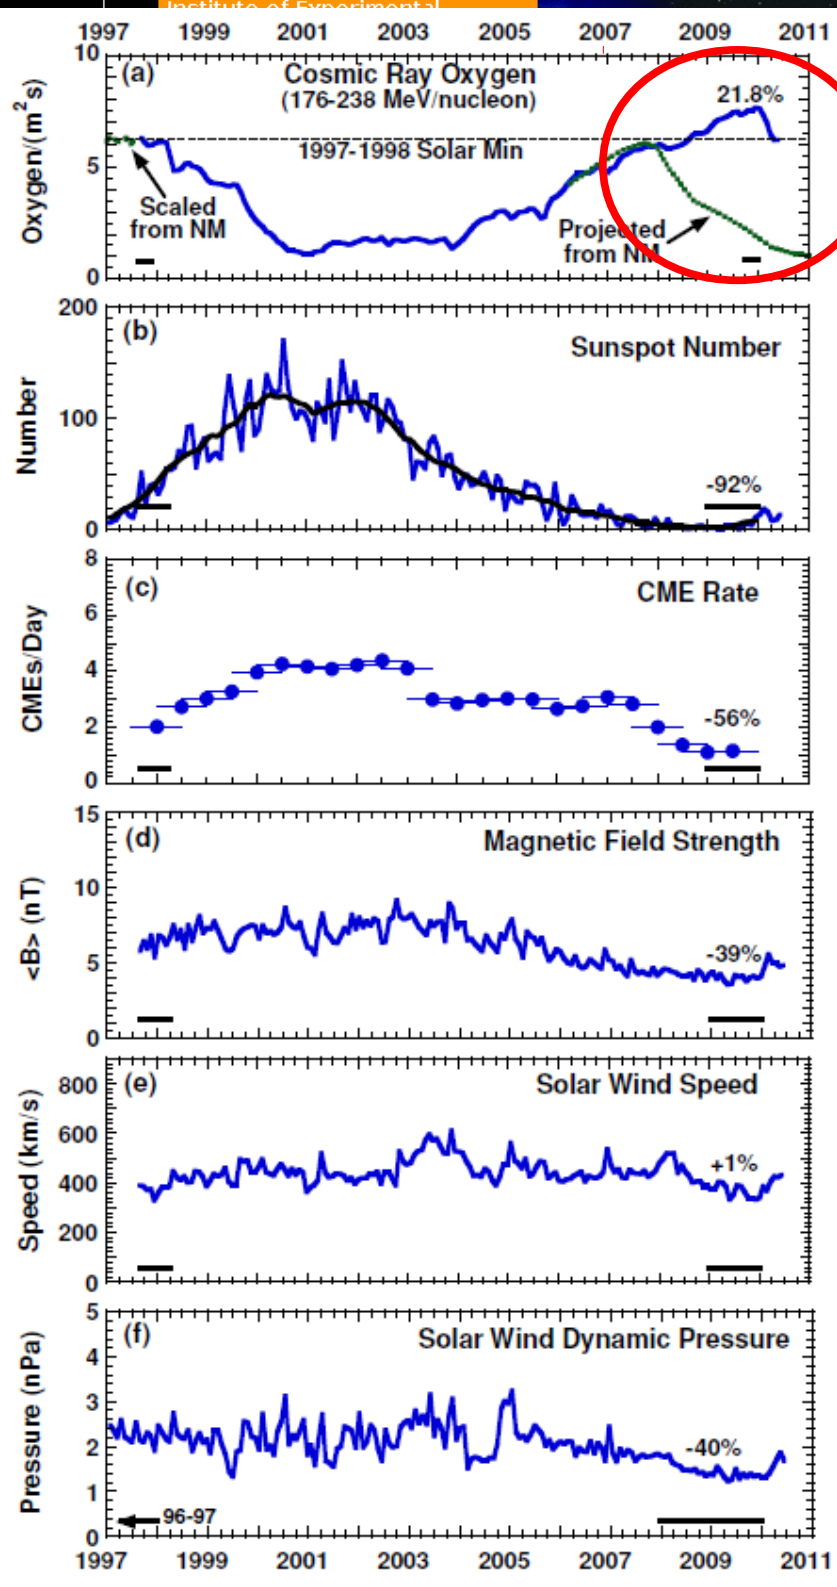 Institute of Experimental
1997 1999 2001 2003 2005 2007 2009 2011
10
(a)
Cosmic Ray Oxygen
(176-238 MeV/nucleon)
21.8%
1997-1998 Solar Min
5
Scaled
from NM
Projected
from NM
0
Oxygen/(m²s)
200
(b)
Sunspot Number
100
-92%
0
Number
8
(c)
CME Rate
6
4
2
-56%
0
CMEs/Day
15
(d)
Magnetic Field Strength
10
5
-39%
0
<B> (nT)
(e)
Solar Wind Speed
800
600
400
+1%
200
0
Speed (km/s)
5
(f)
Solar Wind Dynamic Pressure
4
3
2
-40%
1
96-97
0
Pressure (nPa)
1997 1999 2001 2003 2005 2007 2009 2011